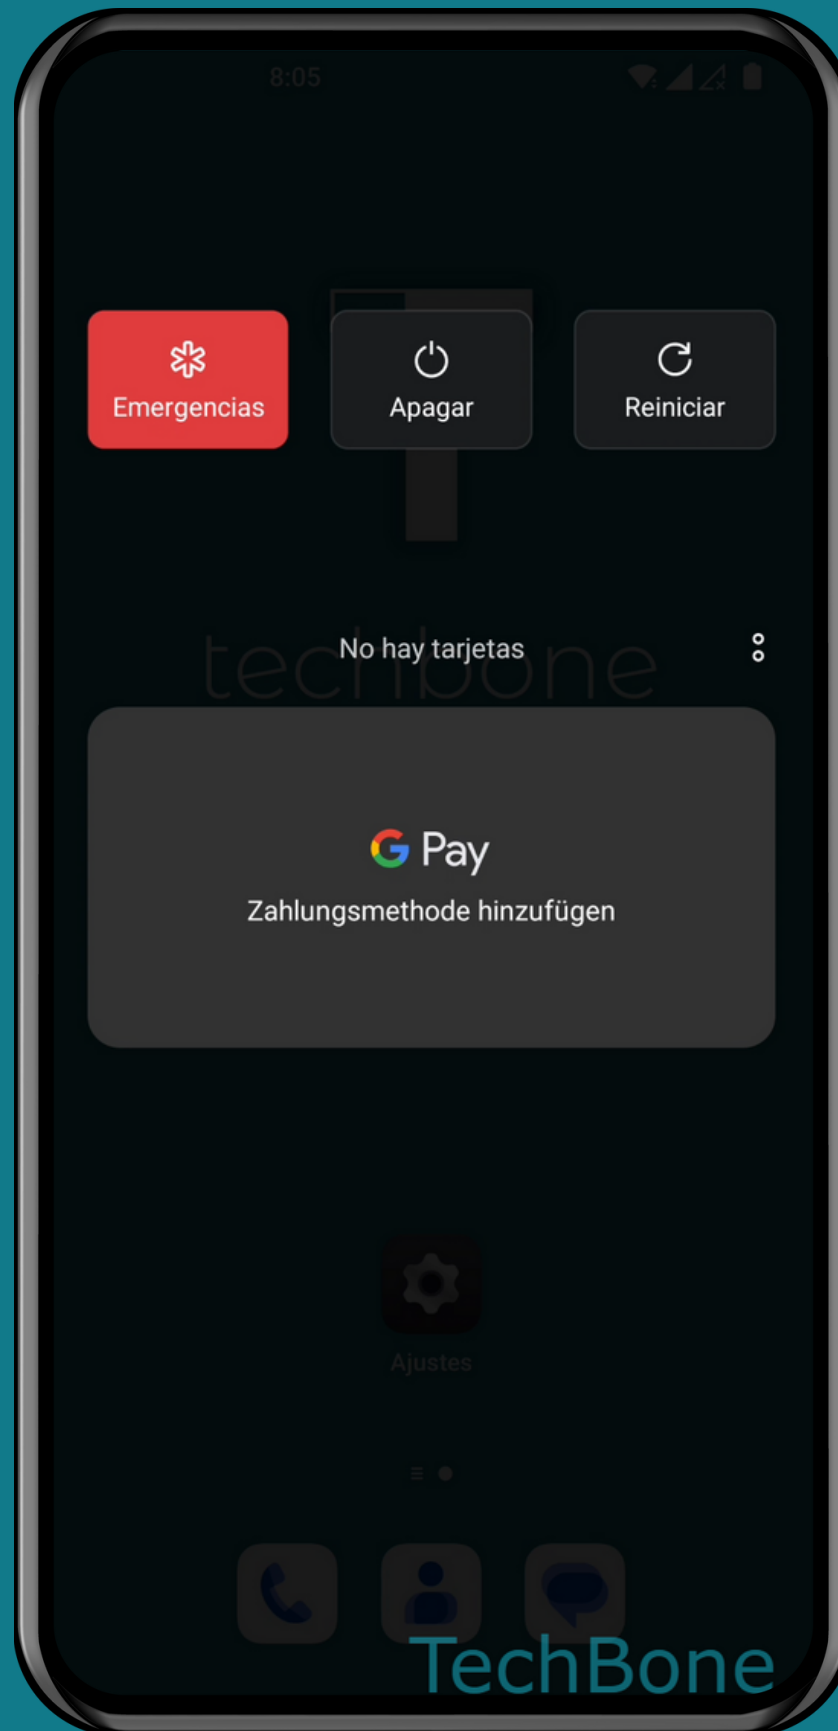 8:05
Emergencias
Apagar
Reiniciar
techbone
No hay tarjetas
G Pay
Zahlungsmethode hinzufügen
Ajustes
TechBone